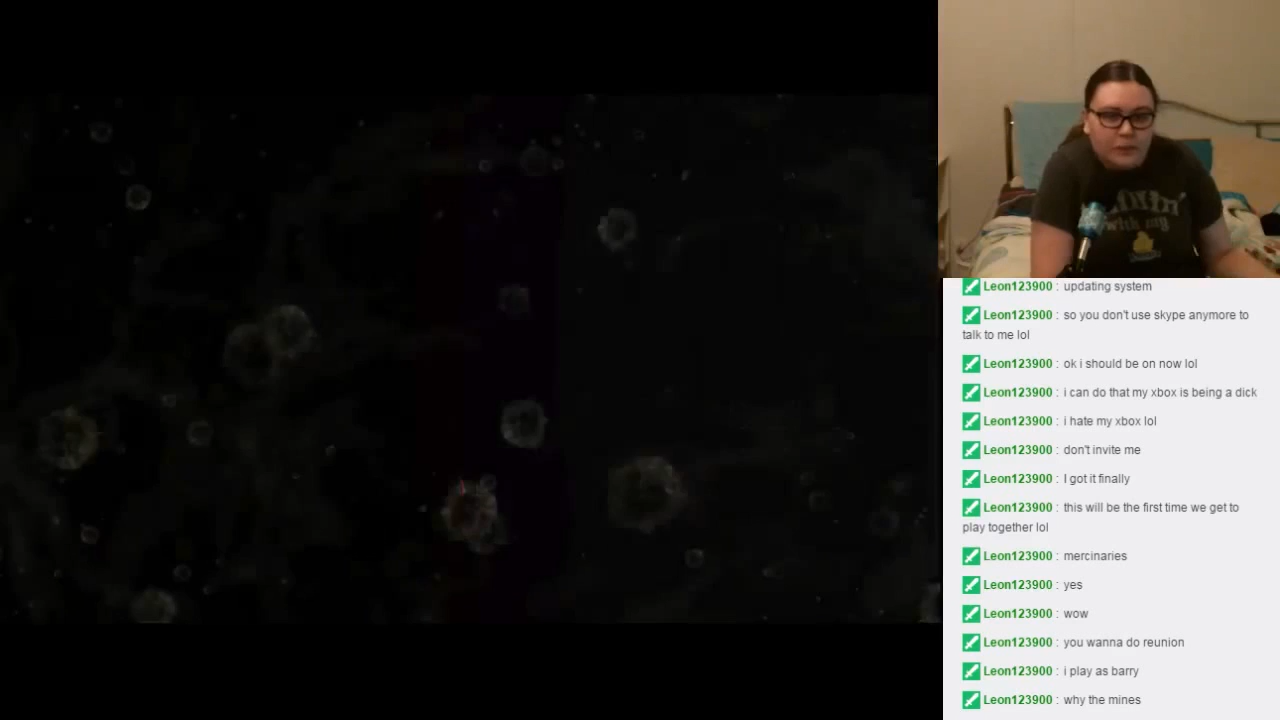 with my
Leon123900 : updating system
Leon123900 : so you don't use skype anymore to
talk to me lol
Leon123900 : ok i should be on now lol
Leon123900 : i can do that my xbox is being a dick
Leon123900 : i hate my xbox lol
Leon123900 : don't invite me
Leon123900 : I got it finally
Leon123900 : this will be the first time we get to
play together lol
Leon123900 : mercinaries
Leon123900 : yes
Leon123900 : wow
Leon123900 : you wanna do reunion
Leon123900 : i play as barry
Leon123900 : why the mines